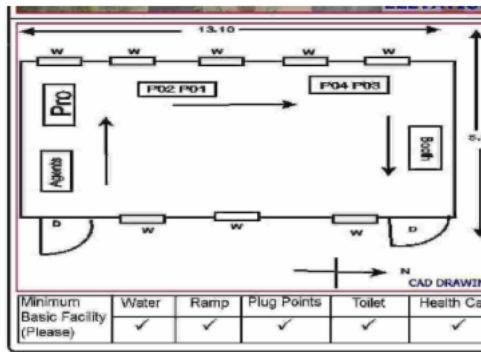 ELEVATIO
13.10
W W W W W
P02 P01 P04 P03
Pro
Booth
Agents
D W W W D
N
CAD DRAWIN
Minimum Basic Facility (Please) Water Ramp Plug Points Toilet Health Ca
✓ ✓ ✓ ✓ ✓